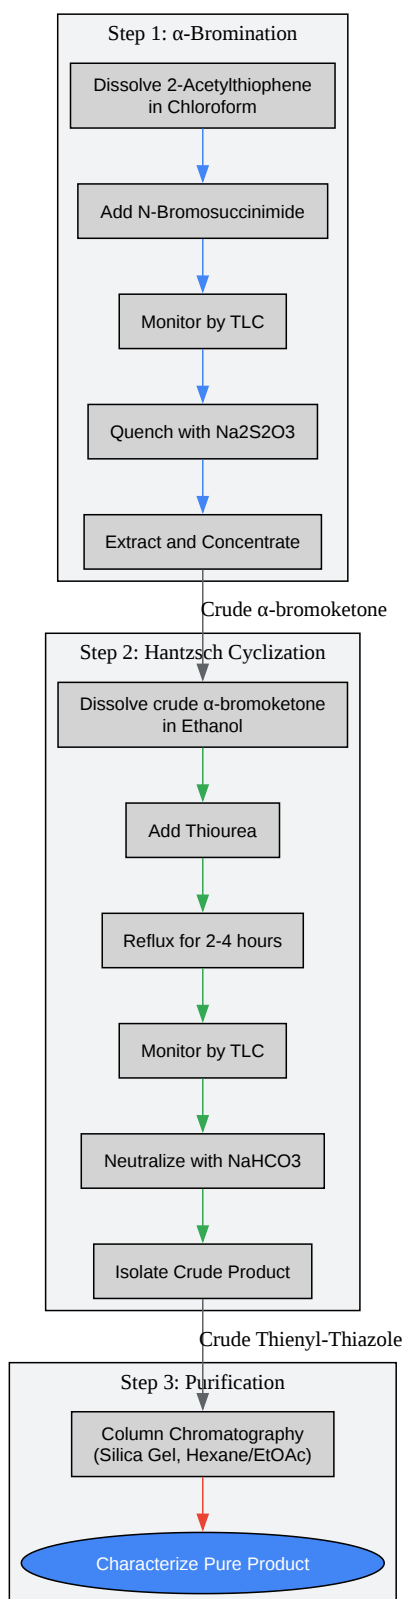 Step 1: α-Bromination
Dissolve 2-Acetylthiophene
in Chloroform
Add N-Bromosuccinimide
Monitor by TLC
Quench with Na2S2O3
Extract and Concentrate
Crude α-bromoketone
Step 2: Hantzsch Cyclization
Dissolve crude α-bromoketone
in Ethanol
Add Thiourea
Reflux for 2-4 hours
Monitor by TLC
Neutralize with NaHCO3
Isolate Crude Product
Crude Thienyl-Thiazole
Step 3: Purification
Column Chromatography
(Silica Gel, Hexane/EtOAc)
Characterize Pure Product